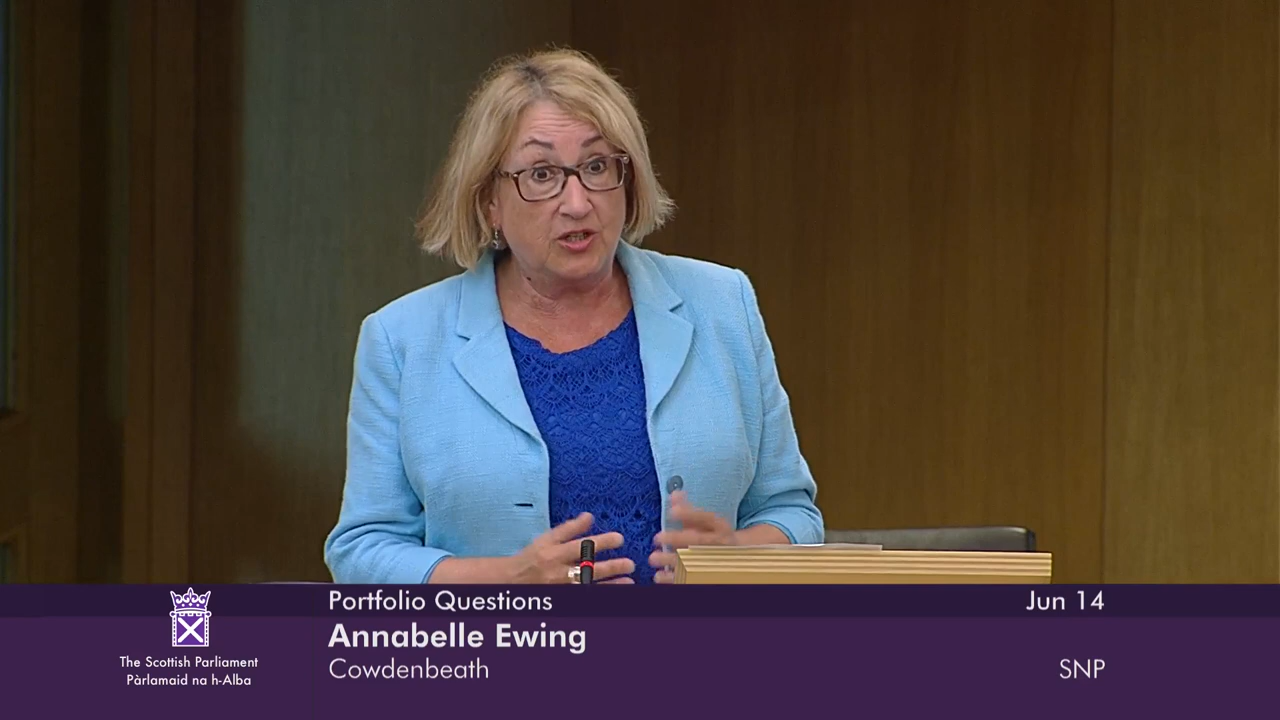 Portfolio Questions
Jun 14
Annabelle Ewing
Cowdenbeath
SNP
The Scottish Parliament
Pàrlamaid na h-Alba